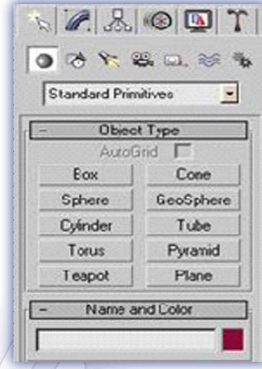 Standard Primitives
- Object Type
AutoGrid
Box Cone
Sphere GeoSphere
Cylinder Tube
Torus Pyramid
Teapot Plane
- Name and Color